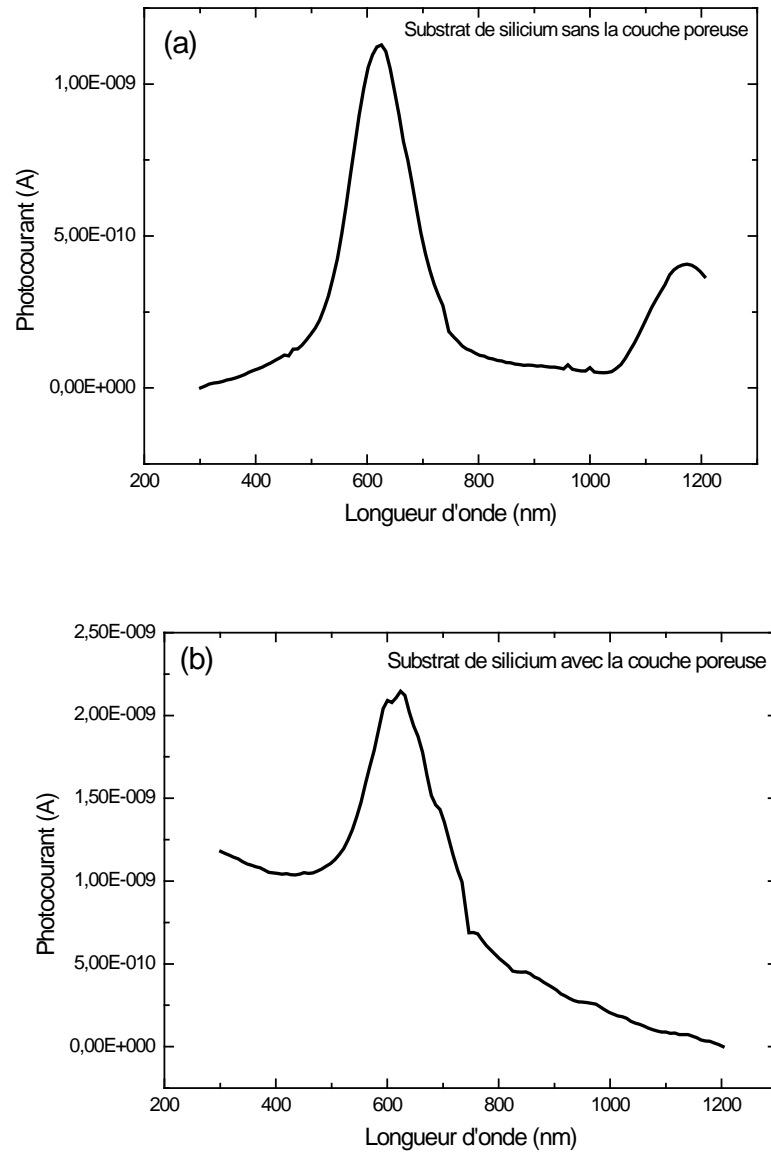 (a)
Substrat de silicium sans la couche poreuse
1,00E-009
5,00E-010
0,00E+000
Photocourant (A)
200 400 600 800 1000 1200
Longueur d'onde (nm)
(b)
Substrat de silicium avec la couche poreuse
2,50E-009
2,00E-009
1,50E-009
1,00E-009
5,00E-010
0,00E+000
Photocourant (A)
200 400 600 800 1000 1200
Longueur d'onde (nm)